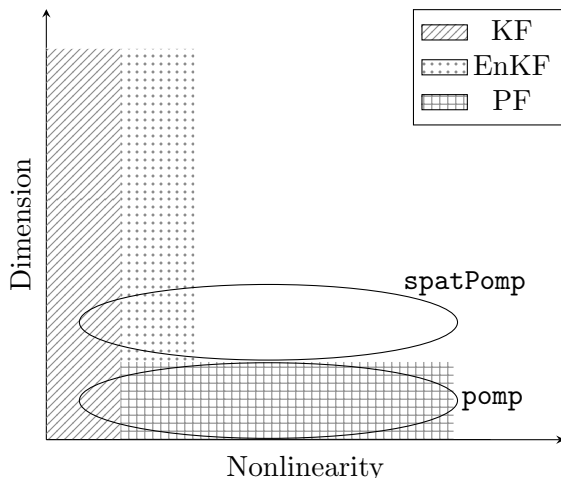 KF
EnKF
PF
Dimension
spatPomp
pomp
Nonlinearity